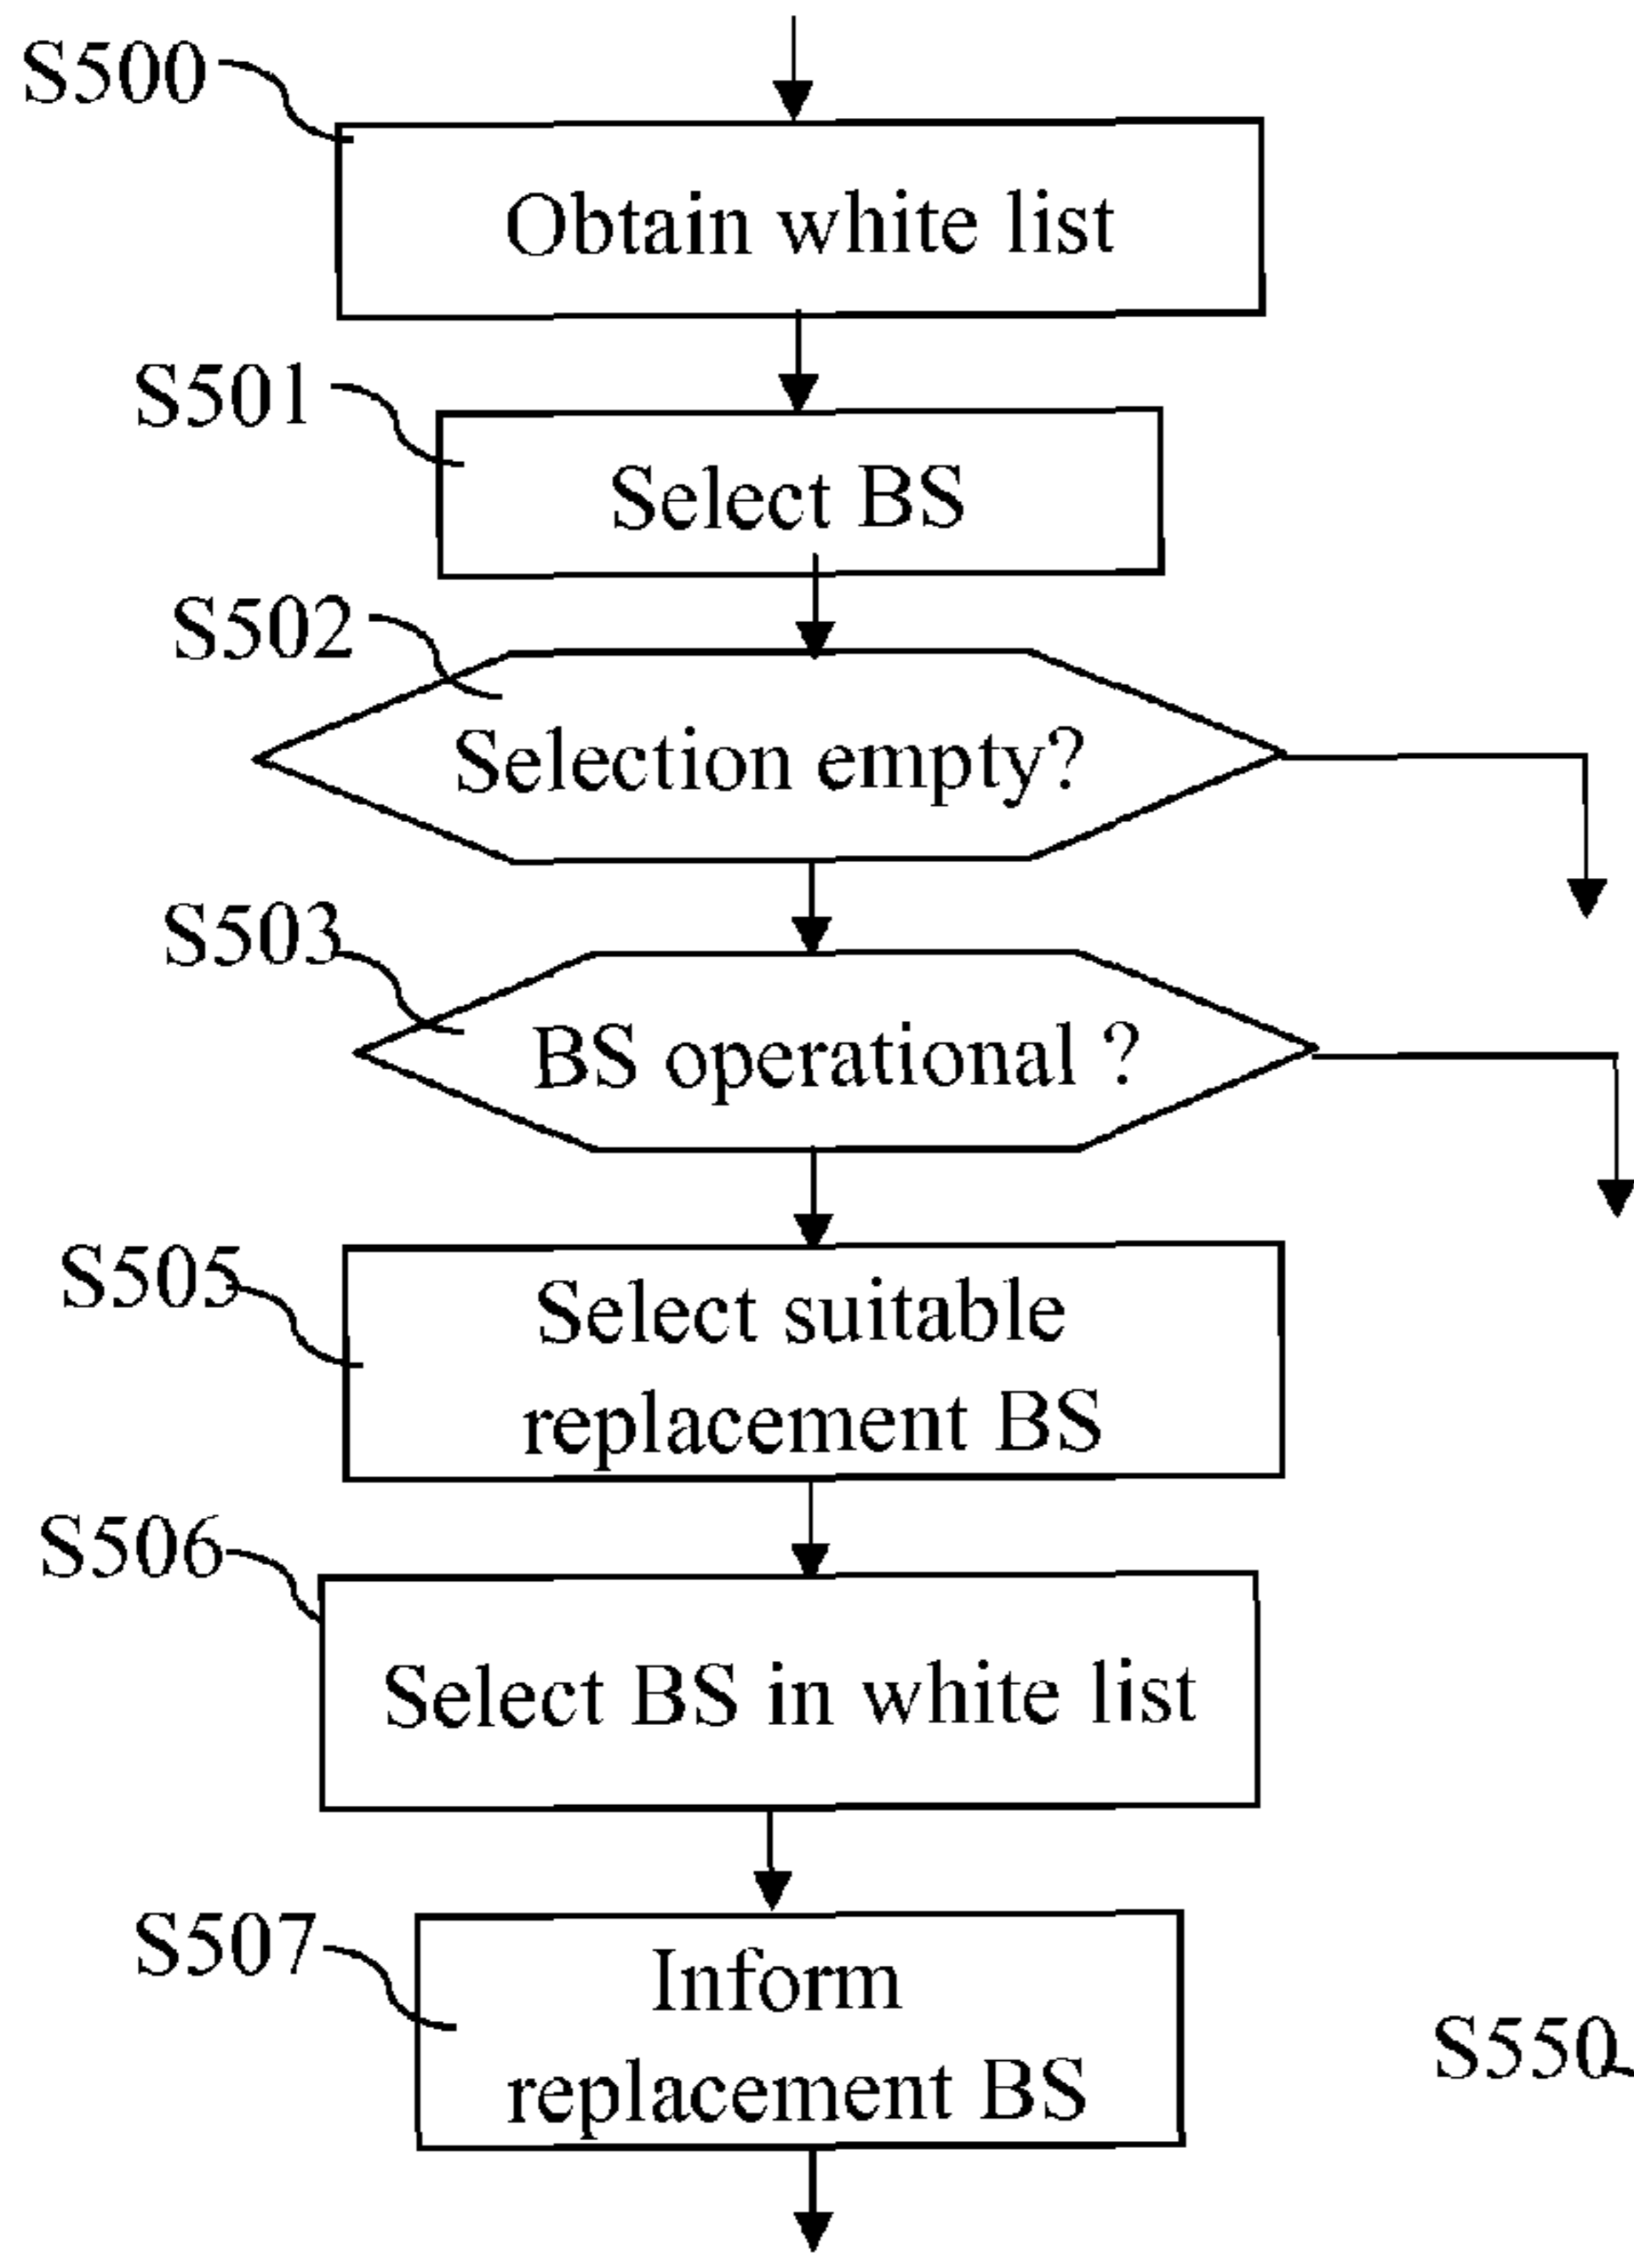 S500
Obtain white list
S501
Select BS
S502
Selection empty?
S503
BS operational ?
S505
Select suitable
replacement BS
S506
Select BS in white list
S507
Inform
replacement BS
S550